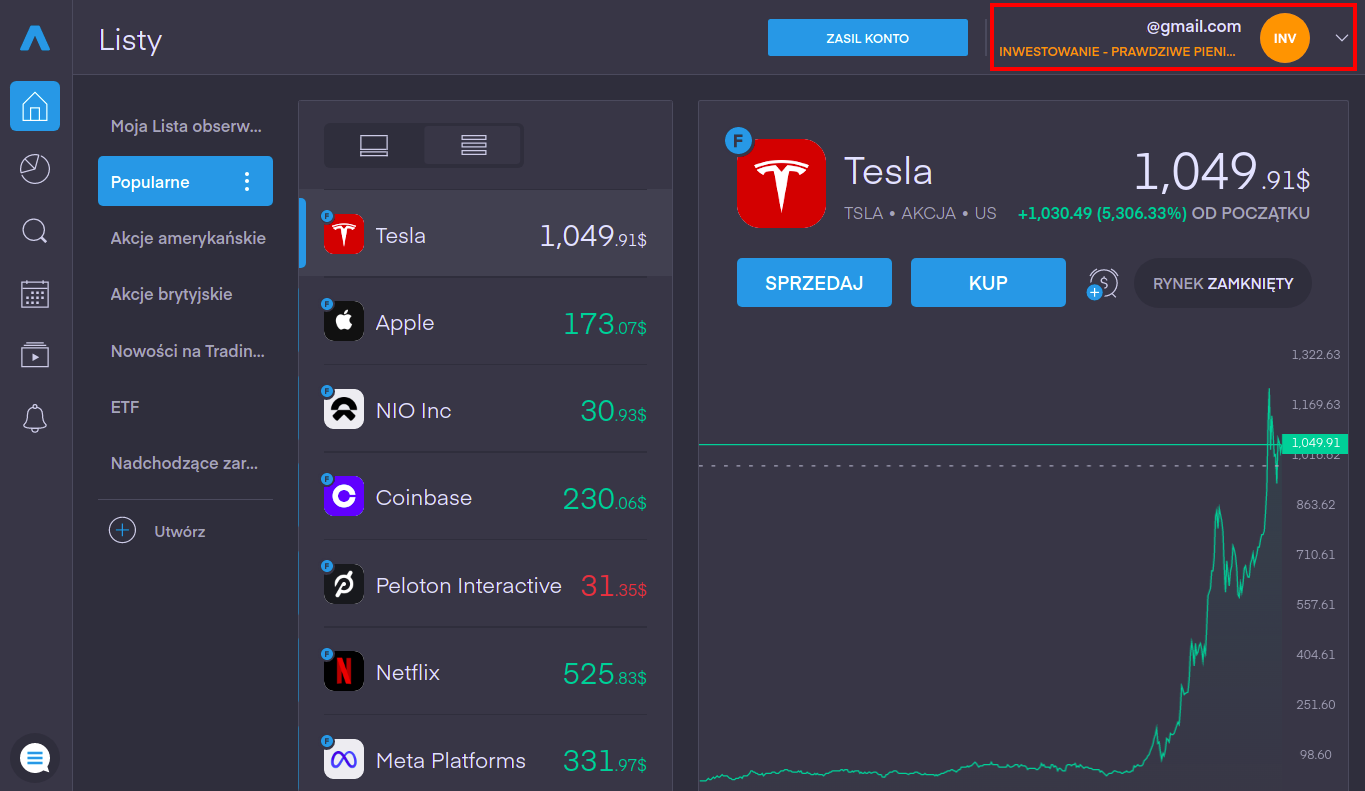 Listy
ZASIL KONTO
@gmail.com
INWESTOWANIE - PRAWDZIWE PIENI...
INV
Moja Lista obserw...
Popularne
Akcje amerykańskie
Akcje brytyjskie
Nowości na Tradin...
ETF
Nadchodzące zar...
Utwórz
F
Tesla
1,049.91$
F
Apple
173.07$
F
NIO Inc
30.93$
F
Coinbase
230.06$
F
Peloton Interactive
31.35$
F
Netflix
525.83$
F
Meta Platforms
331.97$
F
Tesla
1,049.91$
TSLA • AKCJA • US
+1,030.49 (5,306.33%) OD POCZĄTKU
SPRZEDAJ
KUP
RYNEK ZAMKNIĘTY
1,322.63
1,169.63
1,049.91
1,016.62
863.62
710.61
557.61
404.61
251.60
98.60